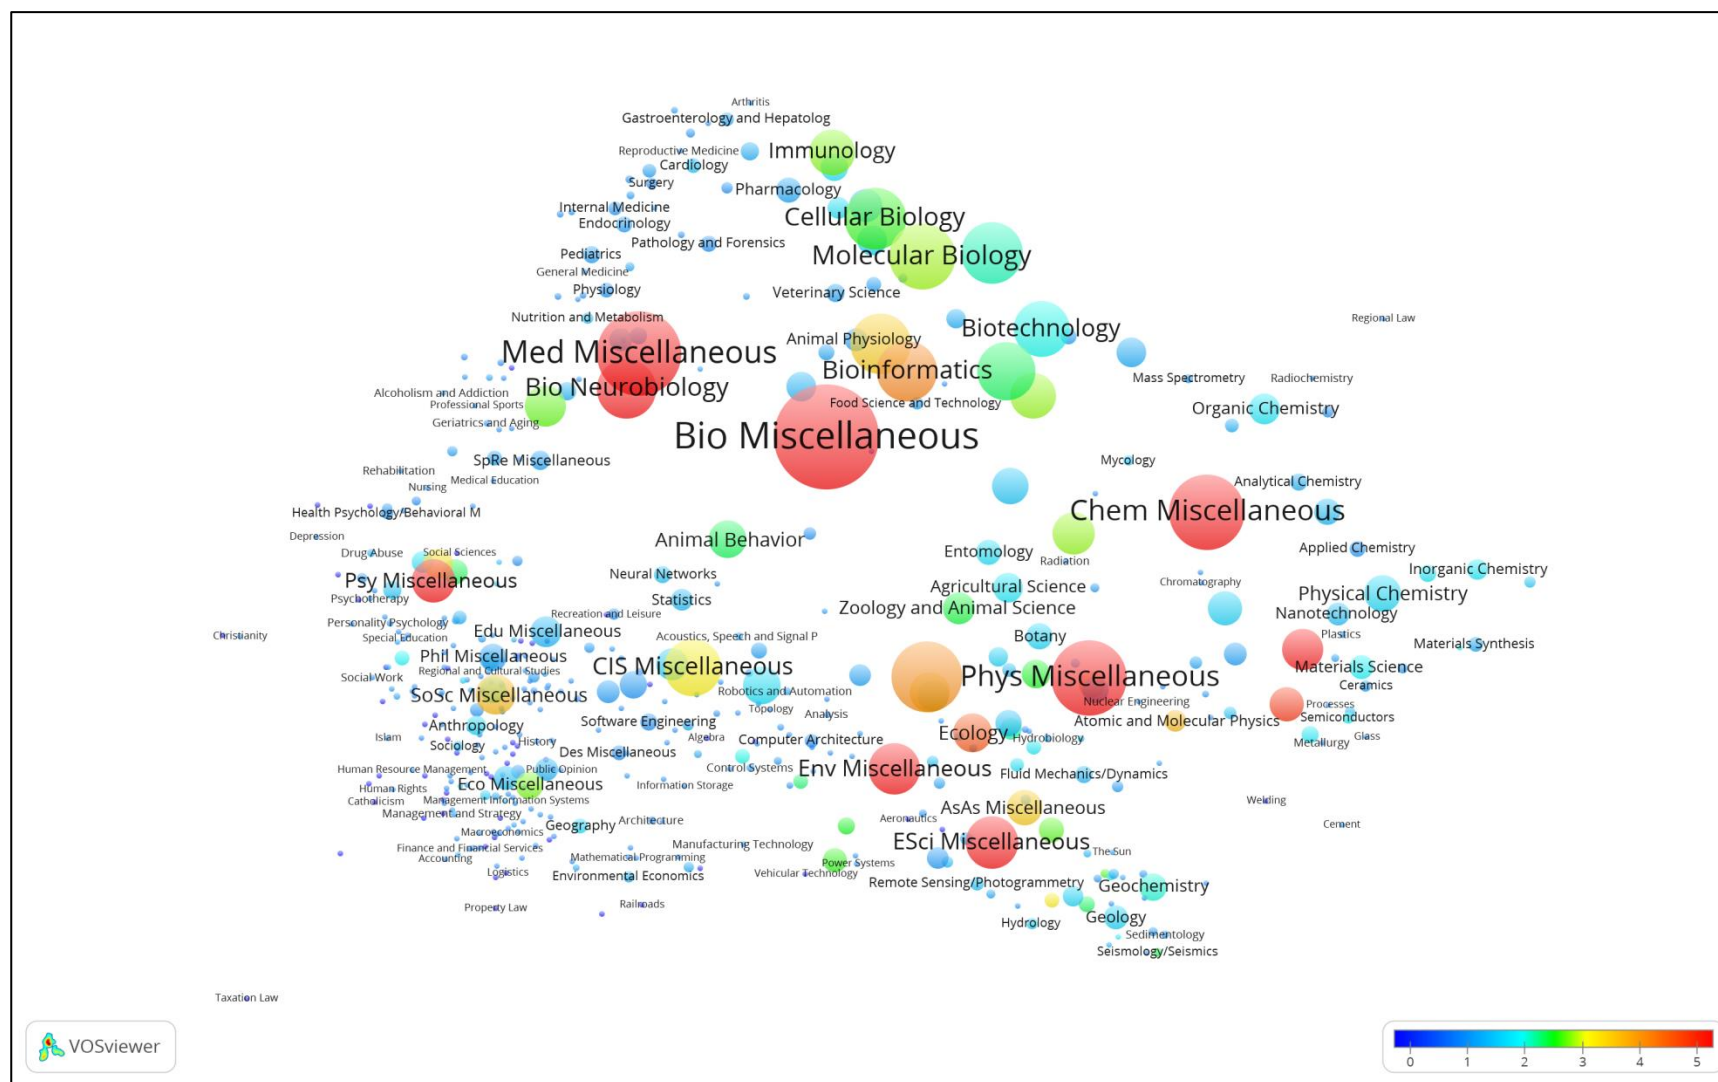 Arthritis
Gastroenterology and Hepatolog
Reproductive Medicine
Immunology
Cardiology
Surgery
Pharmacology
Internal Medicine
Cellular Biology
Endocrinology
Pathology and Forensics
Pediatrics
Molecular Biology
General Medicine
Physiology
Veterinary Science
Nutrition and Metabolism
Regional Law
Biotechnology
Animal Physiology
Med Miscellaneous
Bioinformatics
Mass Spectrometry
Radiochemistry
Bio Neurobiology
Alcoholism and Addiction
Professional Sports
Food Science and Technology
Organic Chemistry
Geriatrics and Aging
Bio Miscellaneous
SpRe Miscellaneous
Mycology
Rehabilitation
Medical Education
Analytical Chemistry
Nursing
Health Psychology/Behavioral M
Chem Miscellaneous
Depression
Animal Behavior
Applied Chemistry
Drug Abuse
Social Sciences
Entomology
Radiation
Inorganic Chemistry
Neural Networks
Psy Miscellaneous
Chromatography
Agricultural Science
Physical Chemistry
Psychotherapy
Statistics
Zoology and Animal Science
Nanotechnology
Recreation and Leisure
Personality Psychology
Edu Miscellaneous
Christianity
Special Education
Acoustics, Speech and Signal P
Botany
Plastics
Materials Synthesis
Phil Miscellaneous
CIS Miscellaneous
Materials Science
Regional and Cultural Studies
Social Work
Phys Miscellaneous
Ceramics
SoSc Miscellaneous
Robotics and Automation
Nuclear Engineering
Processes
Topology
Analysis
Semiconductors
Anthropology
Software Engineering
Atomic and Molecular Physics
Ecology
Islam
History
Algebra
Computer Architecture
Hydrobiology
Metallurgy
Glass
Sociology
Des Miscellaneous
Human Resource Management
Public Opinion
Control Systems
Env Miscellaneous
Fluid Mechanics/Dynamics
Eco Miscellaneous
Information Storage
Human Rights
Catholicism
Management Information Systems
Welding
Management and Strategy
AsAs Miscellaneous
Geography
Architecture
Aeronautics
Cement
Macroeconomics
ESci Miscellaneous
Finance and Financial Services
Manufacturing Technology
The Sun
Accounting
Mathematical Programming
Power Systems
Logistics
Environmental Economics
Vehicular Technology
Remote Sensing/Photogrammetry
Geochemistry
Property Law
Railroads
Hydrology
Geology
Sedimentology
Seismology/Seismics
Taxation Law
VOSviewer
0 1 2 3 4 5